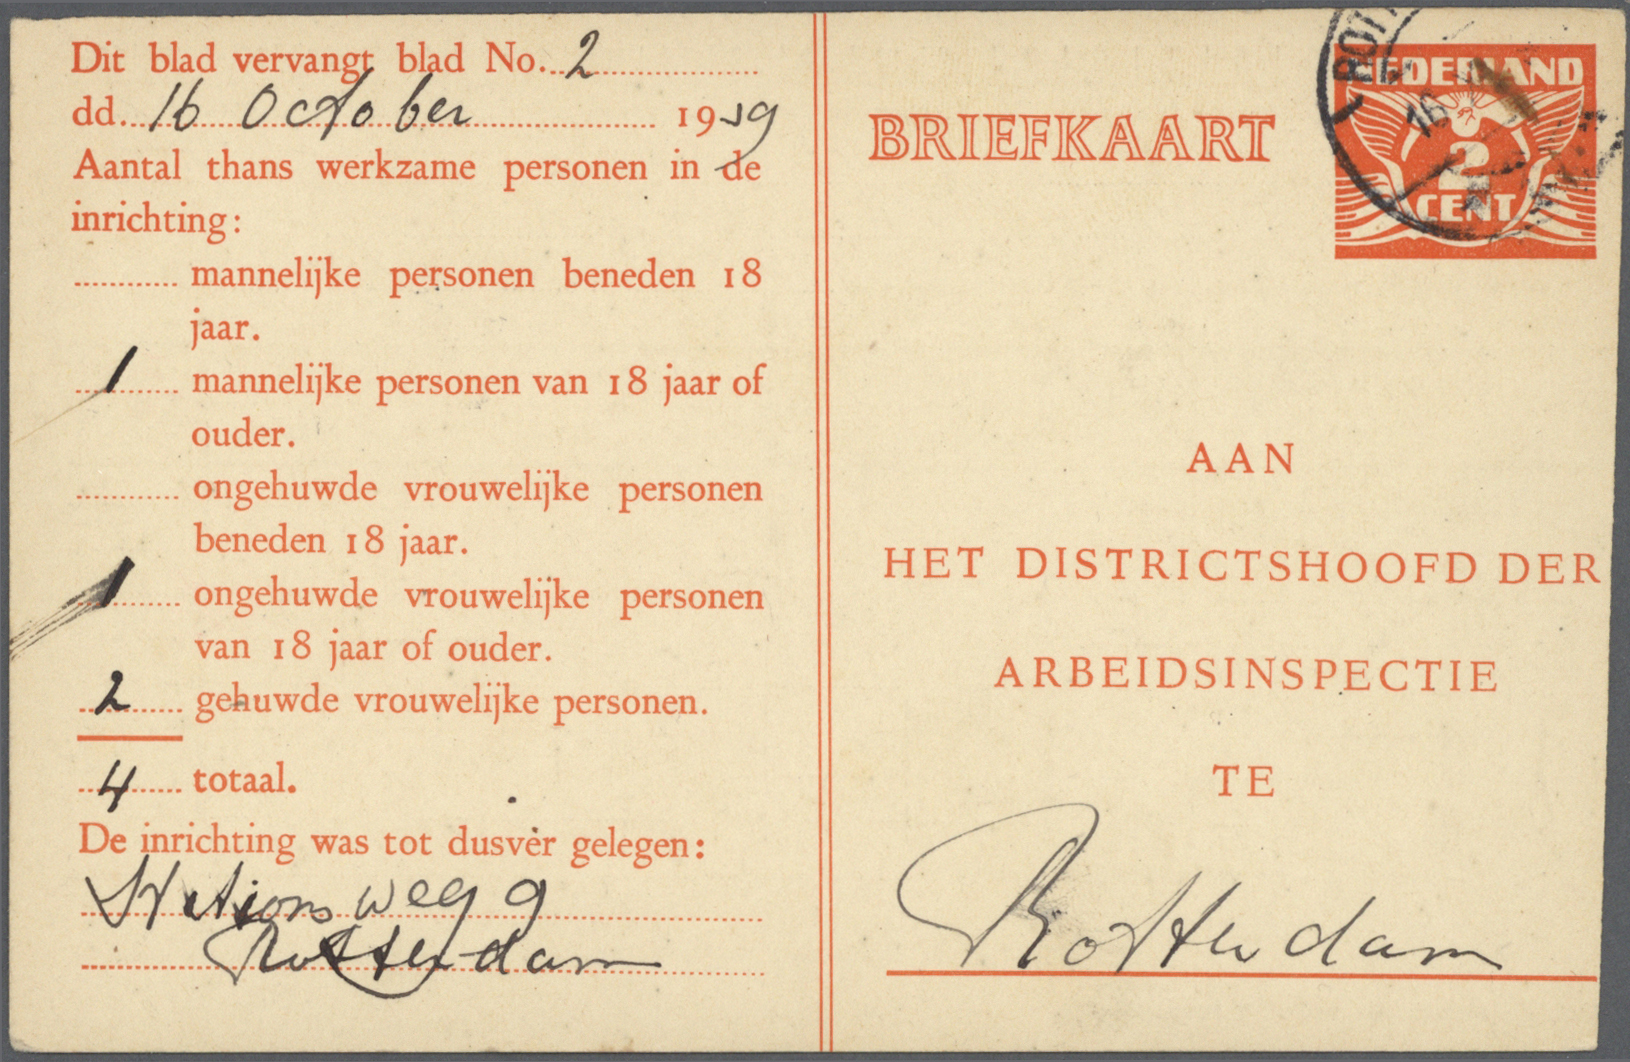 Dit blad vervangt blad No. 2
dd. 16 October 1939
Aantal thans werkzame personen in de
inrichting:
............ mannelijke personen beneden 18
jaar.
1 mannelijke personen van 18 jaar of
ouder.
............ ongehuwde vrouwelijke personen
beneden 18 jaar.
1 ongehuwde vrouwelijke personen
van 18 jaar of ouder.
2 gehuwde vrouwelijke personen.
4 totaal.
De inrichting was tot dusver gelegen:
Stationsweg 9
Rotterdam
BRIEFKAART
NEDERLAND
2
CENT
ROTT
16
AAN
HET DISTRICTSHOOFD DER
ARBEIDSINSPECTIE
TE
Rotterdam